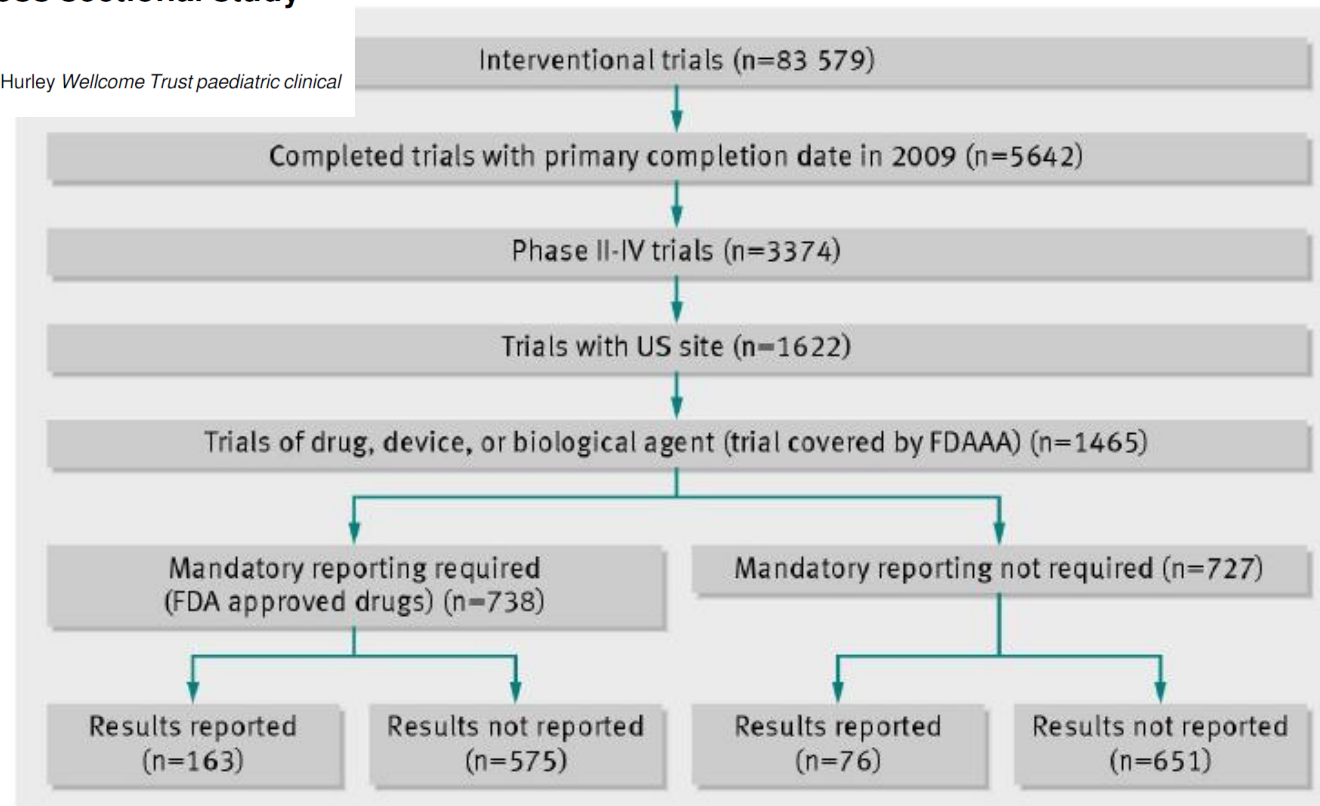 sectional study
Hurley Wellcome Trust paediatric clinical
Interventional trials (n=83 579)
Completed trials with primary completion date in 2009 (n=5642)
Phase II-IV trials (n=3374)
Trials with US site (n=1622)
Trials of drug, device, or biological agent (trial covered by FDAAA) (n=1465)
Mandatory reporting required
(FDA approved drugs) (n=738)
Mandatory reporting not required (n=727)
Results reported
(n=163)
Results not reported
(n=575)
Results reported
(n=76)
Results not reported
(n=651)